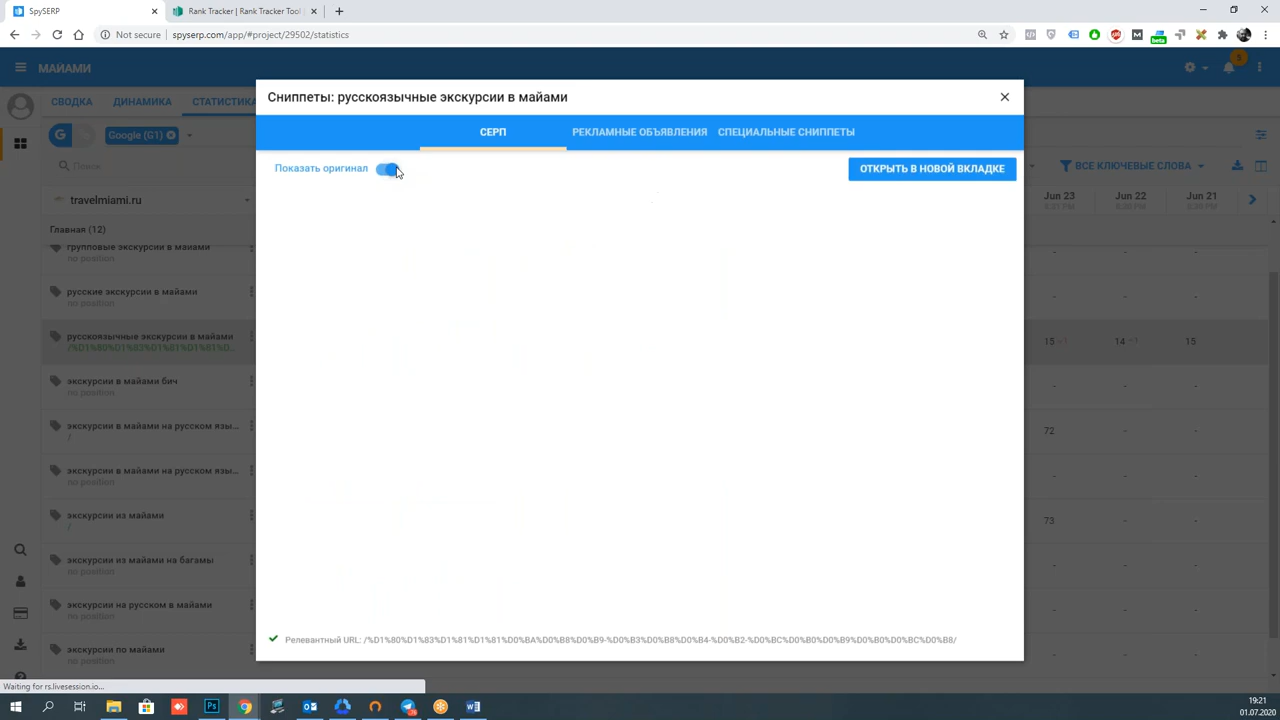 SpySERP
Rank Tracker | Rank Tracker Tool
Not secure
spyserp.com/app/#project/29502/statistics
beta
МАЙАМИ
СВОДКА
ДИНАМИКА
СТАТИСТИКА
Google (G1)
Поиск
ВСЕ КЛЮЧЕВЫЕ СЛОВА
travelmiami.ru
Jun 23
Jun 22
Jun 21
Главная (12)
групповые экскурсии в майами
no position
русские экскурсии в майами
no position
русскоязычные экскурсии в майами
/%D1%80%D1%83%D1%81%D1%81%D...
15
14
15
экскурсии в майами бич
no position
экскурсии в майами на русском язы...
/
72
экскурсии в майами на русском язы...
no position
экскурсии из майами
/
73
экскурсии из майами на багамы
no position
экскурсии на русском в майами
no position
экскурсии по майами
no position
Сниппеты: русскоязычные экскурсии в майами
СЕРП
РЕКЛАМНЫЕ ОБЪЯВЛЕНИЯ
СПЕЦИАЛЬНЫЕ СНИППЕТЫ
Показать оригинал
ОТКРЫТЬ В НОВОЙ ВКЛАДКЕ
Релевантный URL: /%D1%80%D1%83%D1%81%D1%81%D0%BA%D0%B8%D0%B9-%D0%B3%D0%B8%D0%B4-%D0%B2-%D0%BC%D0%B0%D0%B9%D0%B0%D0%BC%D0%B8/
Waiting for rs.livesession.io...
19:21
01.07.2020